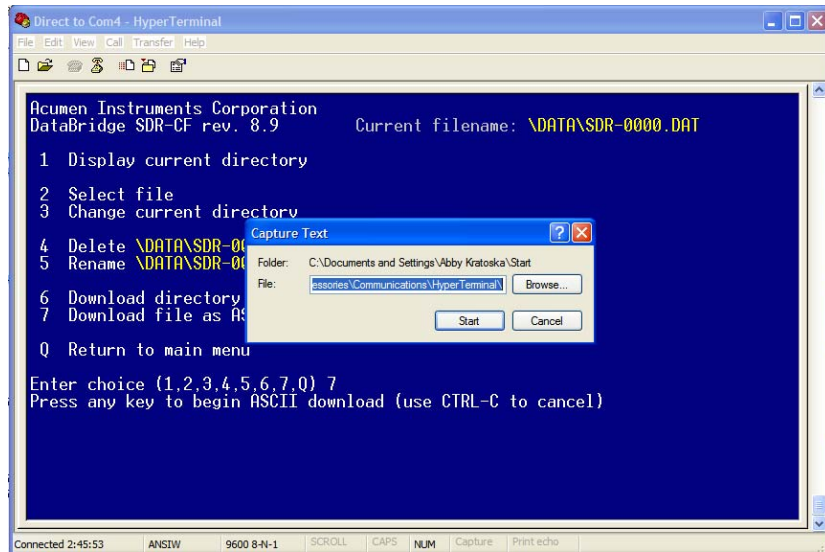 Direct to Com4 - HyperTerminal
File Edit View Call Transfer Help
Acumen Instruments Corporation
DataBridge SDR-CF rev. 8.9 Current filename: \DATA\SDR-0000.DAT
1 Display current directory
2 Select file
3 Change current directory
4 Delete \DATA\SDR-00
5 Rename \DATA\SDR-00
6 Download directory
7 Download file as AS
Q Return to main menu
Enter choice (1,2,3,4,5,6,7,Q) 7
Press any key to begin ASCII download (use CTRL-C to cancel)
Capture Text
Folder: C:\Documents and Settings\Abby Kratoska\Start
File: essories\Communications\HyperTerminal\ Browse...
Start Cancel
Connected 2:45:53 ANSIW 9600 8-N-1 SCROLL CAPS NUM Capture Print echo